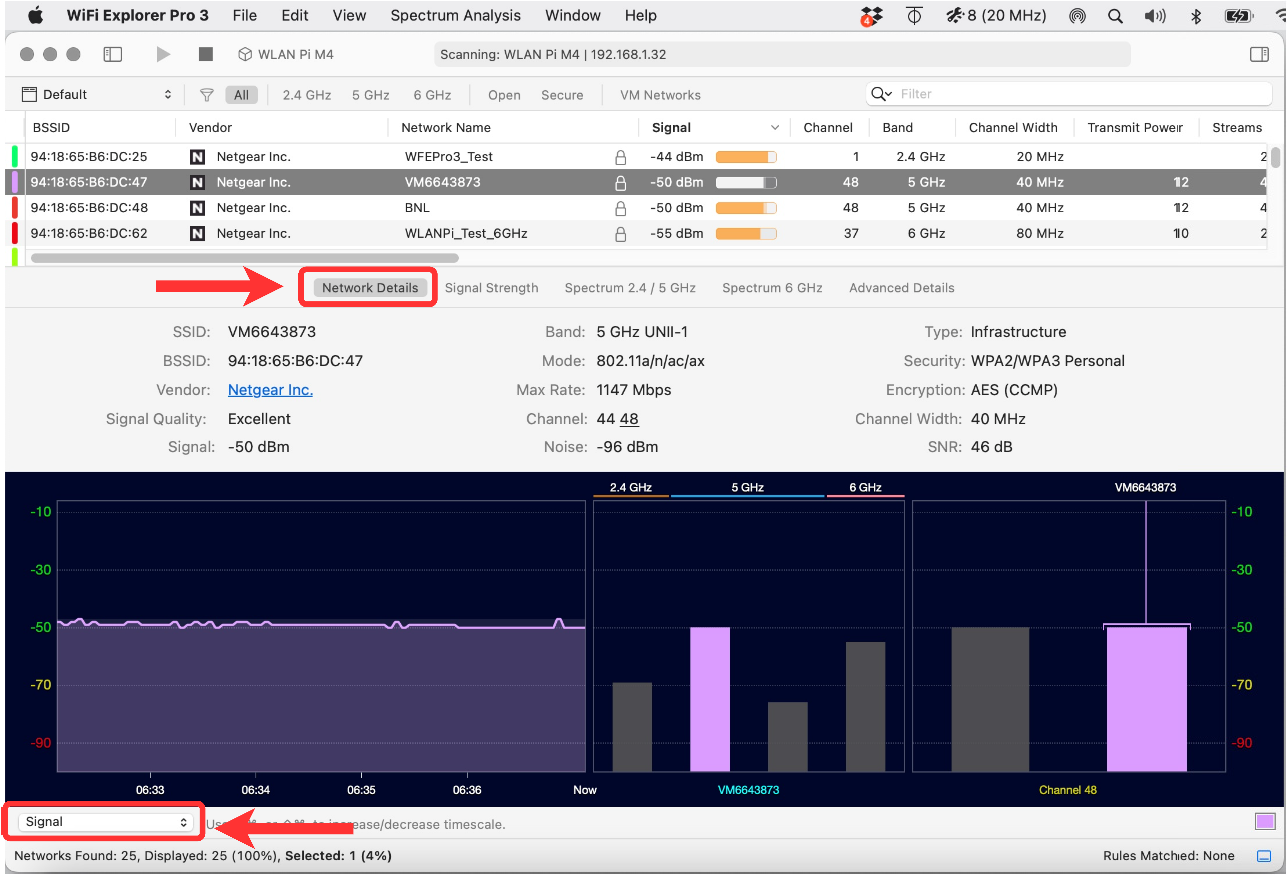 WiFi Explorer Pro 3 File Edit View Spectrum Analysis Window Help 4 8 (20 MHz)
WLAN Pi M4 Scanning: WLAN Pi M4 | 192.168.1.32
Default All 2.4 GHz 5 GHz 6 GHz Open Secure VM Networks Filter
BSSID Vendor Network Name Signal Channel Band Channel Width Transmit Power Streams
94:18:65:B6:DC:25 N Netgear Inc. WFEPro3_Test -44 dBm 1 2.4 GHz 20 MHz 2
94:18:65:B6:DC:47 N Netgear Inc. VM6643873 -50 dBm 48 5 GHz 40 MHz 12 4
94:18:65:B6:DC:48 N Netgear Inc. BNL -50 dBm 48 5 GHz 40 MHz 12 4
94:18:65:B6:DC:62 N Netgear Inc. WLANPi_Test_6GHz -55 dBm 37 6 GHz 80 MHz 10 2
Network Details Signal Strength Spectrum 2.4 / 5 GHz Spectrum 6 GHz Advanced Details
SSID: VM6643873 Band: 5 GHz UNII-1 Type: Infrastructure
BSSID: 94:18:65:B6:DC:47 Mode: 802.11a/n/ac/ax Security: WPA2/WPA3 Personal
Vendor: Netgear Inc. Max Rate: 1147 Mbps Encryption: AES (CCMP)
Signal Quality: Excellent Channel: 44 48 Channel Width: 40 MHz
Signal: -50 dBm Noise: -96 dBm SNR: 46 dB
2.4 GHz 5 GHz 6 GHz VM6643873
-10 -10
-30 -30
-50 -50
-70 -70
-90 -90
06:33 06:34 06:35 06:36 Now VM6643873 Channel 48
Signal to increase/decrease timescale.
Networks Found: 25, Displayed: 25 (100%), Selected: 1 (4%) Rules Matched: None